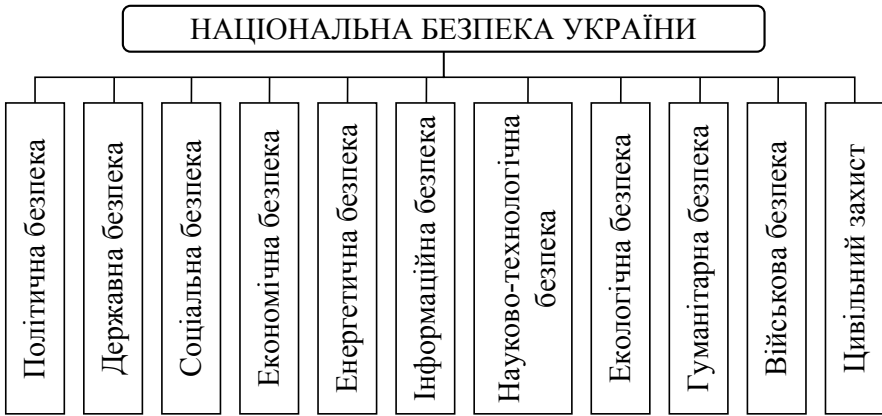 НАЦІОНАЛЬНА БЕЗПЕКА УКРАЇНИ
Політична безпека
Державна безпека
Соціальна безпека
Економічна безпека
Енергетична безпека
Інформаційна безпека
Науково-технологічна
безпека
Екологічна безпека
Гуманітарна безпека
Військова безпека
Цивільний захист